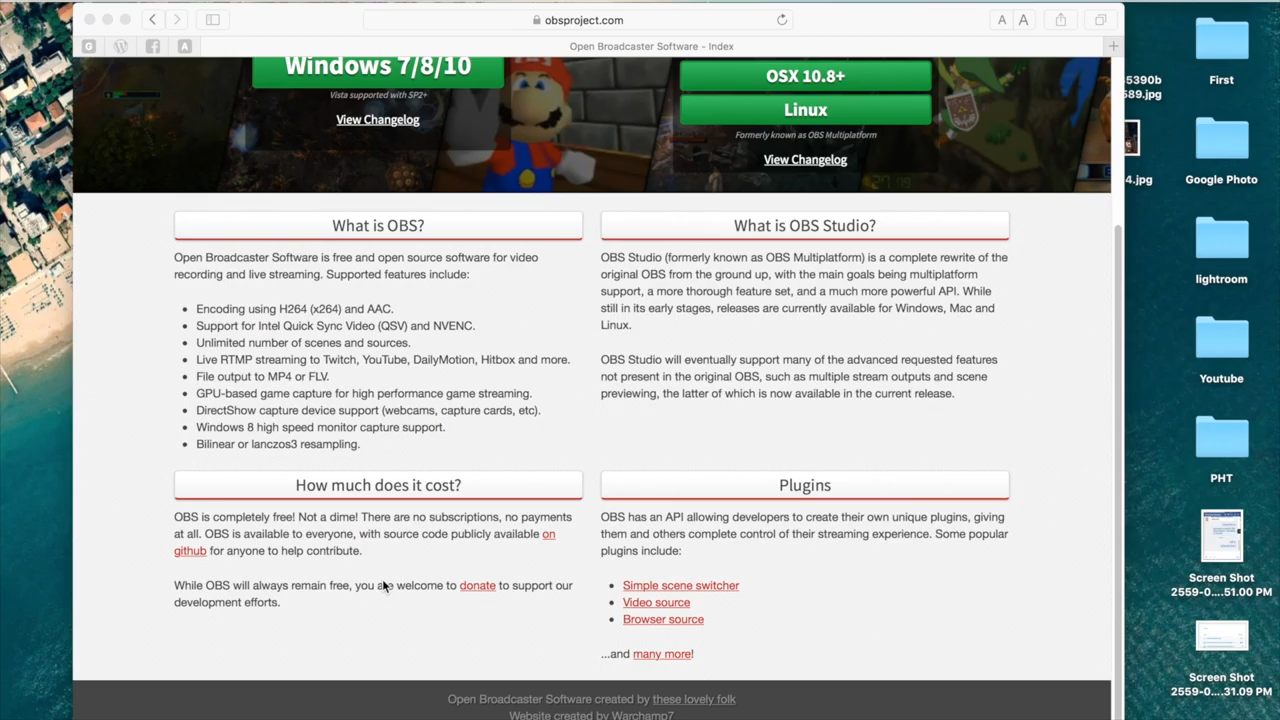 obsproject.com
A A
G
f
A
Open Broadcaster Software - Index
+
Windows 7/8/10
Vista supported with SP2+
View Changelog
OSX 10.8+
Linux
Formerly known as OBS Multiplatform
View Changelog
What is OBS?
Open Broadcaster Software is free and open source software for video
recording and live streaming. Supported features include:
• Encoding using H264 (x264) and AAC.
• Support for Intel Quick Sync Video (QSV) and NVENC.
• Unlimited number of scenes and sources.
• Live RTMP streaming to Twitch, YouTube, DailyMotion, Hitbox and more.
• File output to MP4 or FLV.
• GPU-based game capture for high performance game streaming.
• DirectShow capture device support (webcams, capture cards, etc).
• Windows 8 high speed monitor capture support.
• Bilinear or lanczos3 resampling.
What is OBS Studio?
OBS Studio (formerly known as OBS Multiplatform) is a complete rewrite of the
original OBS from the ground up, with the main goals being multiplatform
support, a more thorough feature set, and a much more powerful API. While
still in its early stages, releases are currently available for Windows, Mac and
Linux.
OBS Studio will eventually support many of the advanced requested features
not present in the original OBS, such as multiple stream outputs and scene
previewing, the latter of which is now available in the current release.
How much does it cost?
OBS is completely free! Not a dime! There are no subscriptions, no payments
at all. OBS is available to everyone, with source code publicly available on
github for anyone to help contribute.
While OBS will always remain free, you are welcome to donate to support our
development efforts.
Plugins
OBS has an API allowing developers to create their own unique plugins, giving
them and others complete control of their streaming experience. Some popular
plugins include:
• Simple scene switcher
• Video source
• Browser source
...and many more!
Open Broadcaster Software created by these lovely folk
Website created by Warchamp7
5390b
589.jpg
4.jpg
First
Google Photo
lightroom
Youtube
PHT
Screen Shot
2559-0....51.00 PM
Screen Shot
2559-0....31.09 PM